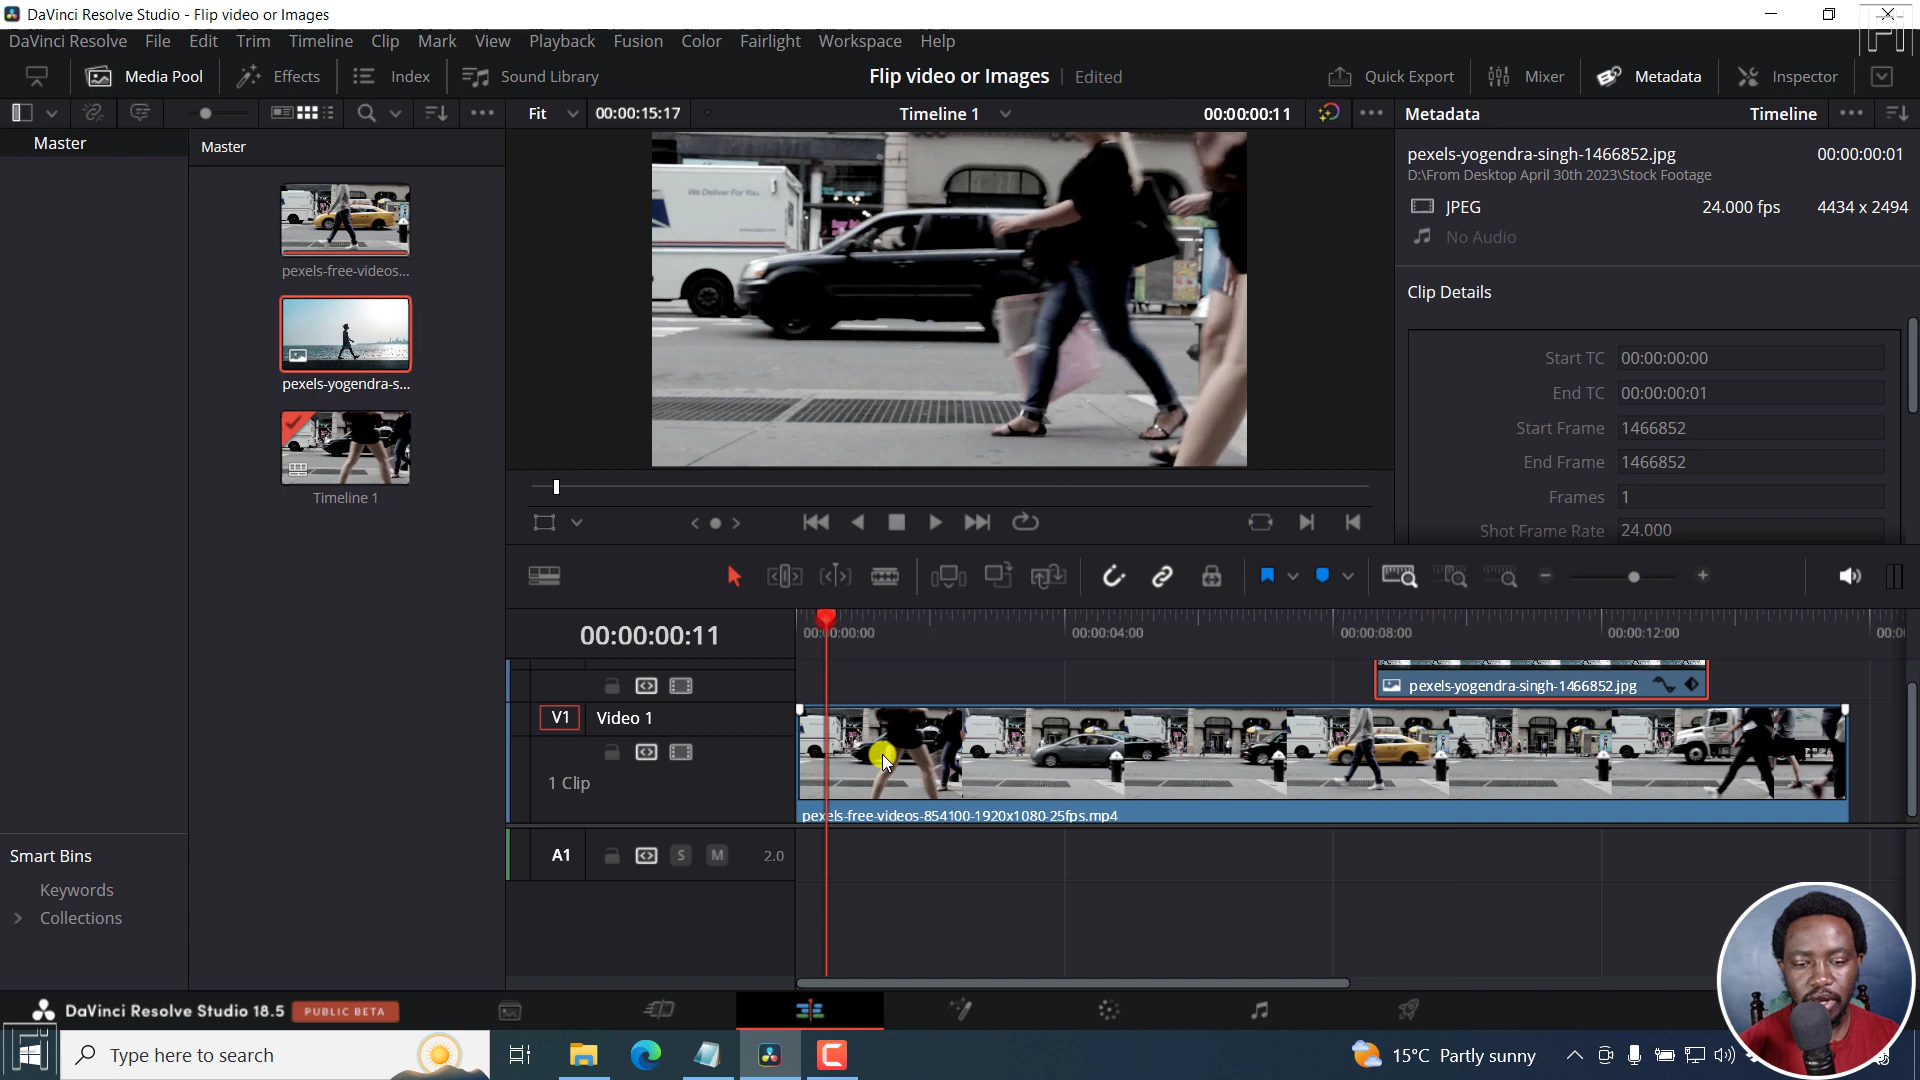 DaVinci Resolve Studio - Flip video or Images
DaVinci Resolve File Edit Trim Timeline Clip Mark View Playback Fusion Color Fairlight Workspace Help
Media Pool Effects Index Sound Library Flip video or Images Edited Quick Export Mixer Metadata Inspector
Fit 00:00:15:17 Timeline 1 00:00:00:11 Metadata Timeline
Master
Master
pexels-free-videos...
pexels-yogendra-s...
Timeline 1
Smart Bins
Keywords
Collections
We Deliver For You.
pexels-yogendra-singh-1466852.jpg 00:00:00:01
D:\From Desktop April 30th 2023\Stock Footage
JPEG 24.000 fps 4434 x 2494
No Audio
Clip Details
Start TC 00:00:00:00
End TC 00:00:00:01
Start Frame 1466852
End Frame 1466852
Frames 1
Shot Frame Rate 24.000
00:00:00:11
00:00:00:00 00:00:04:00 00:00:08:00 00:00:12:00
pexels-yogendra-singh-1466852.jpg
V1 Video 1
1 Clip
pexels-free-videos-854100-1920x1080-25fps.mp4
A1 S M 2.0
DaVinci Resolve Studio 18.5 PUBLIC BETA
Type here to search
15°C Partly sunny